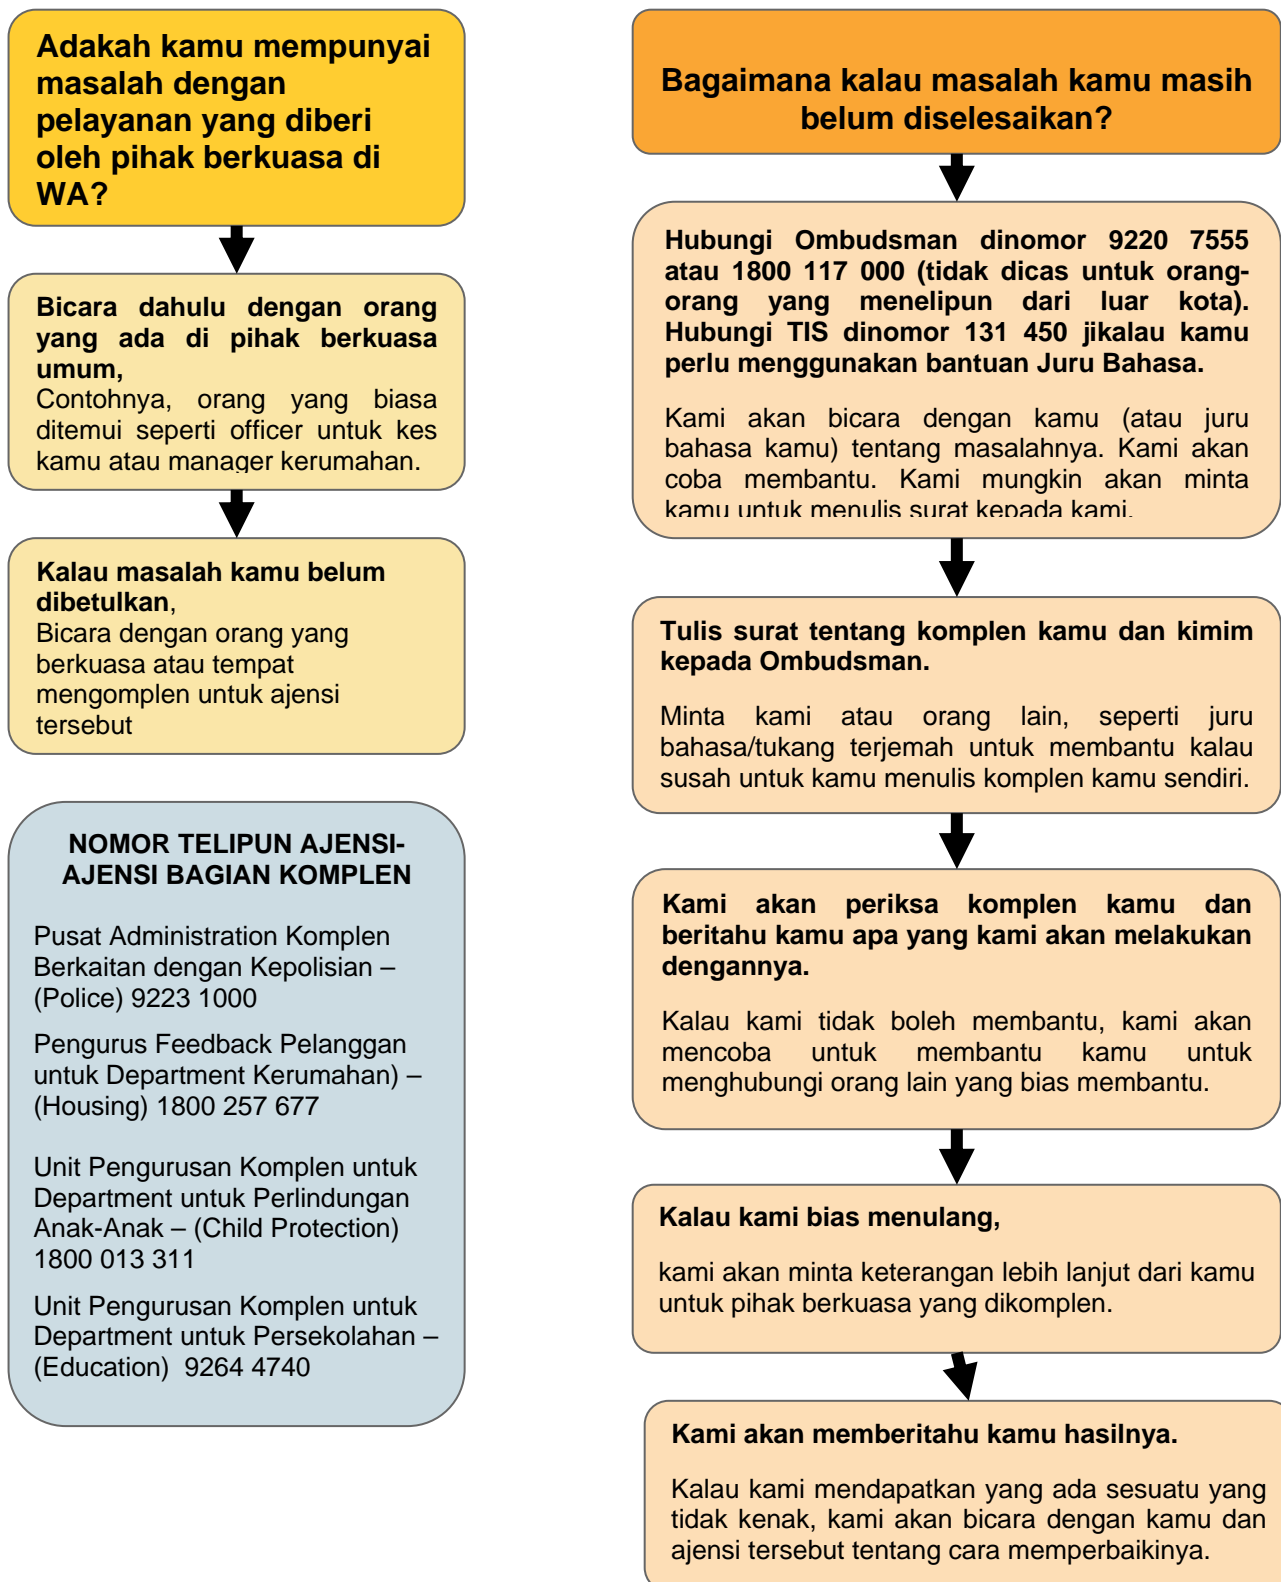 Adakah kamu mempunyai
masalah dengan
pelayanan yang diberi
oleh pihak berkuasa di
WA?
Bicara dahulu dengan orang
yang ada di pihak berkuasa
umum,
Contohnya, orang yang biasa
ditemui seperti officer untuk kes
kamu atau manager kerumahan.
Kalau masalah kamu belum
dibetulkan,
Bicara dengan orang yang
berkuasa atau tempat
mengomplen untuk ajensi
tersebut
NOMOR TELIPUN AJENSI-
AJENSI BAGIAN KOMPLEN
Pusat Administration Komplen
Berkaitan dengan Kepolisian –
(Police) 9223 1000
Pengurus Feedback Pelanggan
untuk Department Kerumahan) –
(Housing) 1800 257 677
Unit Pengurusan Komplen untuk
Department untuk Perlindungan
Anak-Anak – (Child Protection)
1800 013 311
Unit Pengurusan Komplen untuk
Department untuk Persekolahan –
(Education)  9264 4740
Bagaimana kalau masalah kamu masih
belum diselesaikan?
Hubungi Ombudsman dinomor 9220 7555
atau 1800 117 000 (tidak dicas untuk orang-
orang yang menelipun dari luar kota).
Hubungi TIS dinomor 131 450 jikalau kamu
perlu menggunakan bantuan Juru Bahasa.
Kami akan bicara dengan kamu (atau juru
bahasa kamu) tentang masalahnya. Kami akan
coba membantu. Kami mungkin akan minta
kamu untuk menulis surat kepada kami.
Tulis surat tentang komplen kamu dan kimim
kepada Ombudsman.
Minta kami atau orang lain, seperti juru
bahasa/tukang terjemah untuk membantu kalau
susah untuk kamu menulis komplen kamu sendiri.
Kami akan periksa komplen kamu dan
beritahu kamu apa yang kami akan melakukan
dengannya.
Kalau kami tidak boleh membantu, kami akan
mencoba untuk membantu kamu untuk
menghubungi orang lain yang bias membantu.
Kalau kami bias menulang,
kami akan minta keterangan lebih lanjut dari kamu
untuk pihak berkuasa yang dikomplen.
Kami akan memberitahu kamu hasilnya.
Kalau kami mendapatkan yang ada sesuatu yang
tidak kenak, kami akan bicara dengan kamu dan
ajensi tersebut tentang cara memperbaikinya.